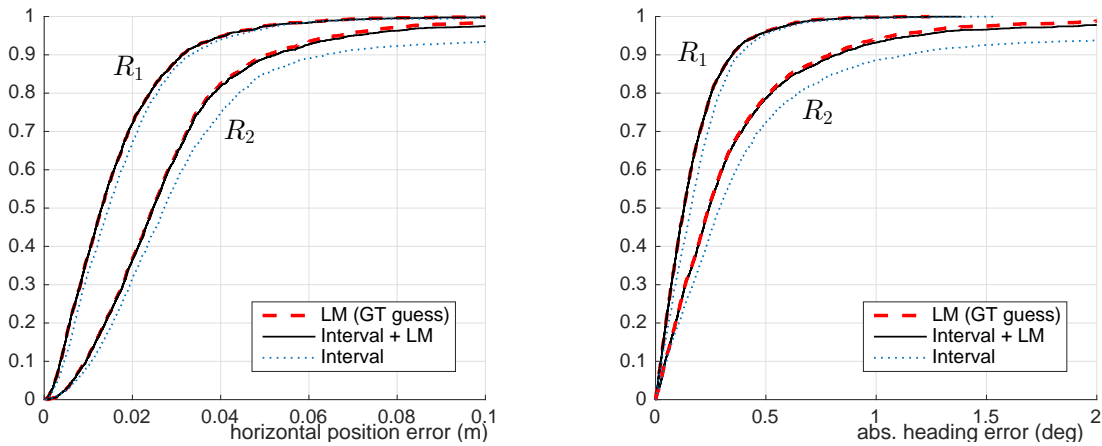 1
0.9
0.8
0.7
0.6
0.5
0.4
0.3
0.2
0.1
0
0
0.02
0.04
0.06
0.08
0.1
horizontal position error (m)
R1
R2
LM (GT guess)
Interval + LM
Interval
1
0.9
0.8
0.7
0.6
0.5
0.4
0.3
0.2
0.1
0
0
0.5
1
1.5
2
abs. heading error (deg)
R1
R2
LM (GT guess)
Interval + LM
Interval